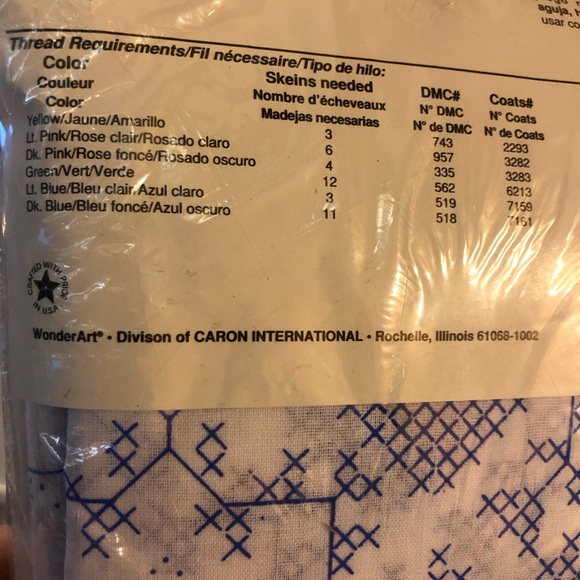 aguja, h
usar co
Thread Requirements/Fil nécessaire/Tipo de hilo:
Color Skeins needed DMC# Coats#
Couleur Nombre d'écheveaux N° DMC N° Coats
Color Madejas necesarias N° de DMC N° de Coats
Yellow/Jaune/Amarillo 3 743 2293
Lt. Pink/Rose clair/Rosado claro 6 957 3282
Dk. Pink/Rose foncé/Rosado oscuro 4 335 3283
Green/Vert/Verde 12 562 6213
Lt. Blue/Bleu clair/Azul claro 3 519 7159
Dk. Blue/Bleu foncé/Azul oscuro 11 518 7161
CRAFTED WITH PRIDE
IN U.S.A.
WonderArt® • Divison of CARON INTERNATIONAL • Rochelle, Illinois 61068-1002